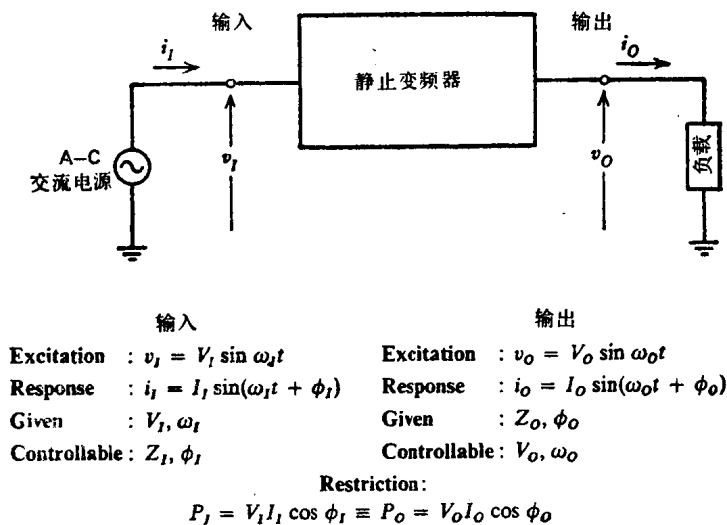 输入
输出
i_I
i_O
静止变频器
A-C
交流电源
v_I
v_O
负载
输入
输出
Excitation : v_I = V_I sin ω_I t
Excitation : v_O = V_O sin ω_O t
Response : i_I = I_I sin(ω_I t + ϕ_I)
Response : i_O = I_O sin(ω_O t + ϕ_O)
Given : V_I, ω_I
Given : Z_O, ϕ_O
Controllable : Z_I, ϕ_I
Controllable : V_O, ω_O
Restriction:
P_I = V_I I_I cos ϕ_I ≡ P_O = V_O I_O cos ϕ_O